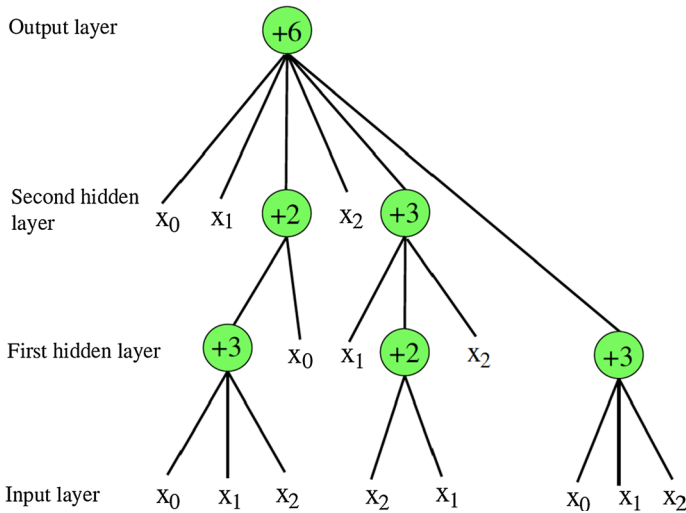 Output layer
+6
Second hidden
layer
x0
x1
+2
x2
+3
First hidden layer
+3
x0
x1
+2
x2
+3
Input layer
x0
x1
x2
x2
x1
x0
x1
x2